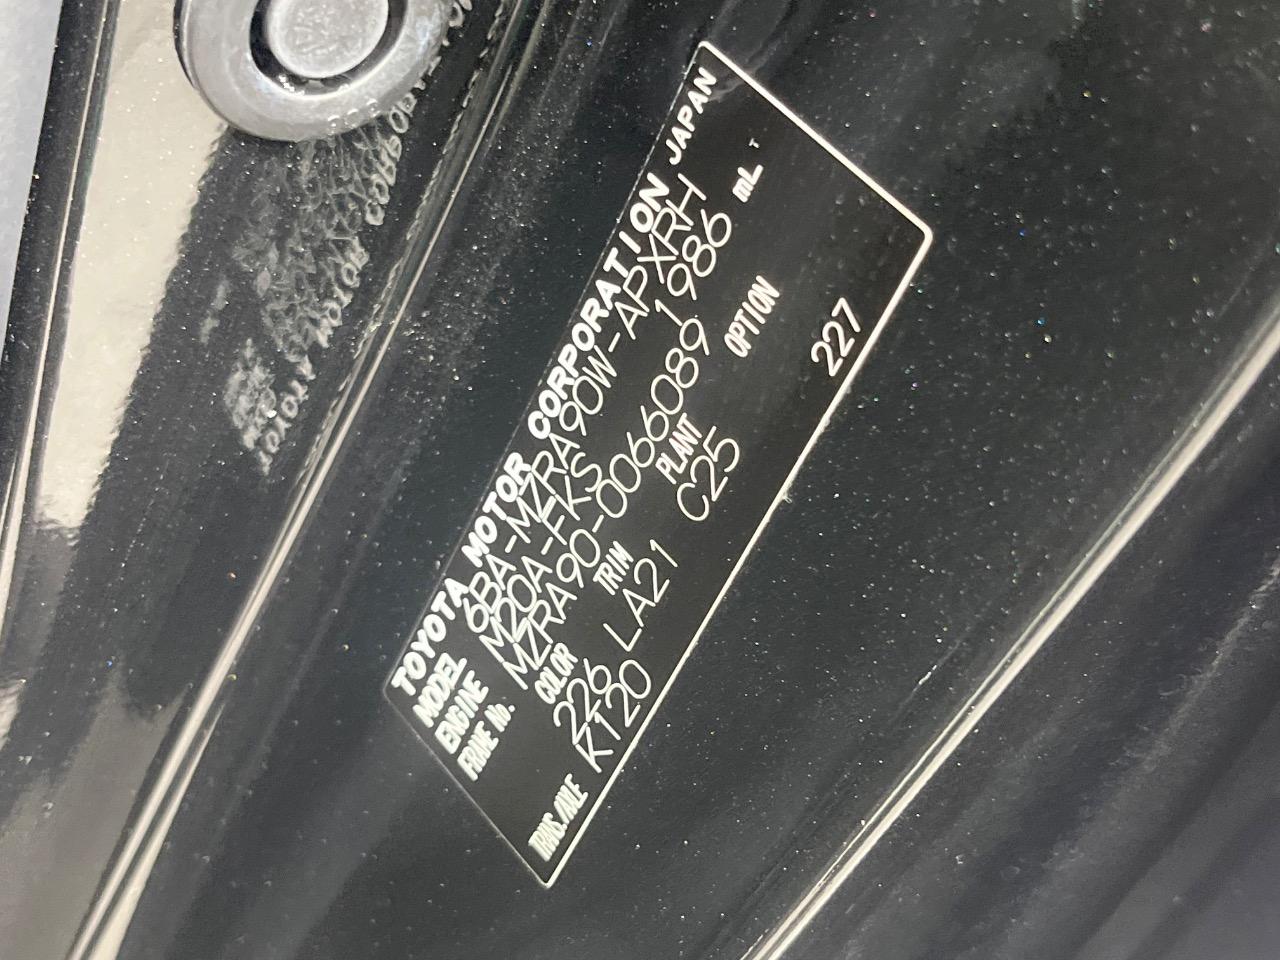 TOYOTA MOTOR CORPORATION JAPAN
MODEL 6BA-MZRA90W-APXRH
ENGINE M20A-FKS 1986 mL
FRAME No. MZRA90-0066089
COLOR TRIM PLANT OPTION
226 LA21 C25
TRANS./AXLE K120 227